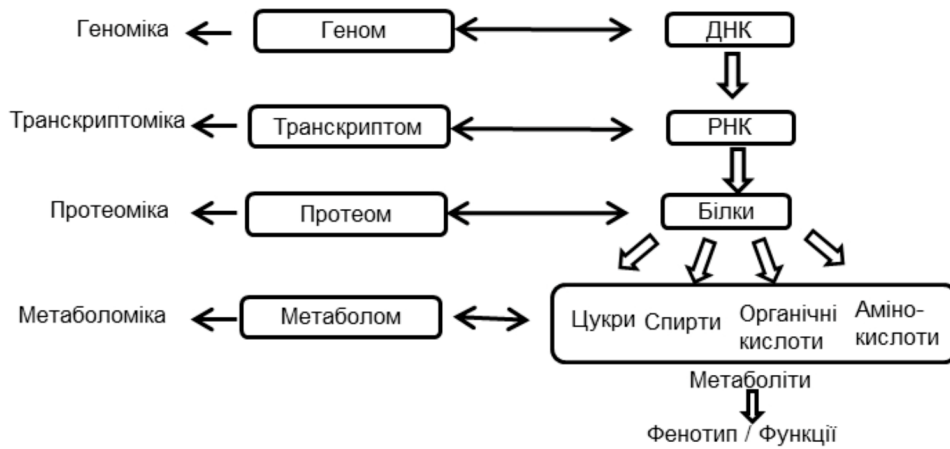 Геноміка Геном ДНК
Транскриптоміка Транскриптом РНК
Протеоміка Протеом Білки
Метаболоміка Метаболом Цукри Спирти Органічні кислоти Аміно-кислоти
Метаболіти
Фенотип / Функції